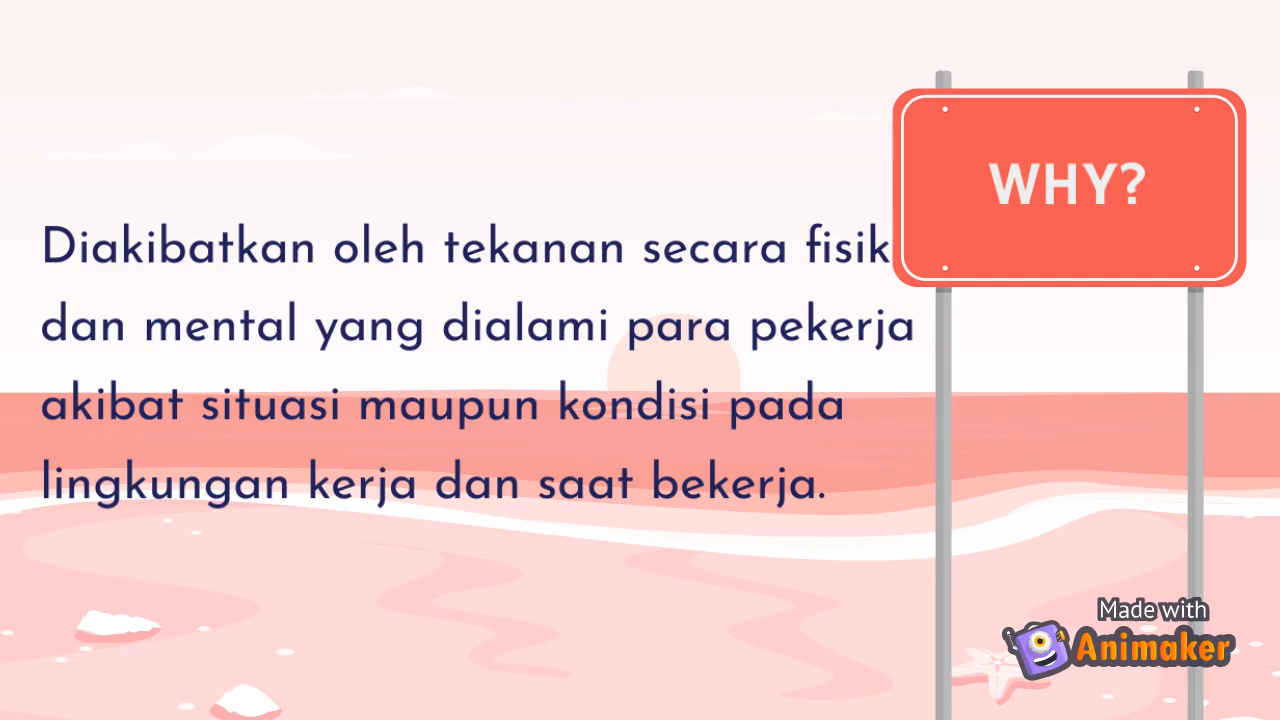 WHY?
Diakibatkan oleh tekanan secara fisik
dan mental yang dialami para pekerja
akibat situasi maupun kondisi pada
lingkungan kerja dan saat bekerja.
Made with
Animaker